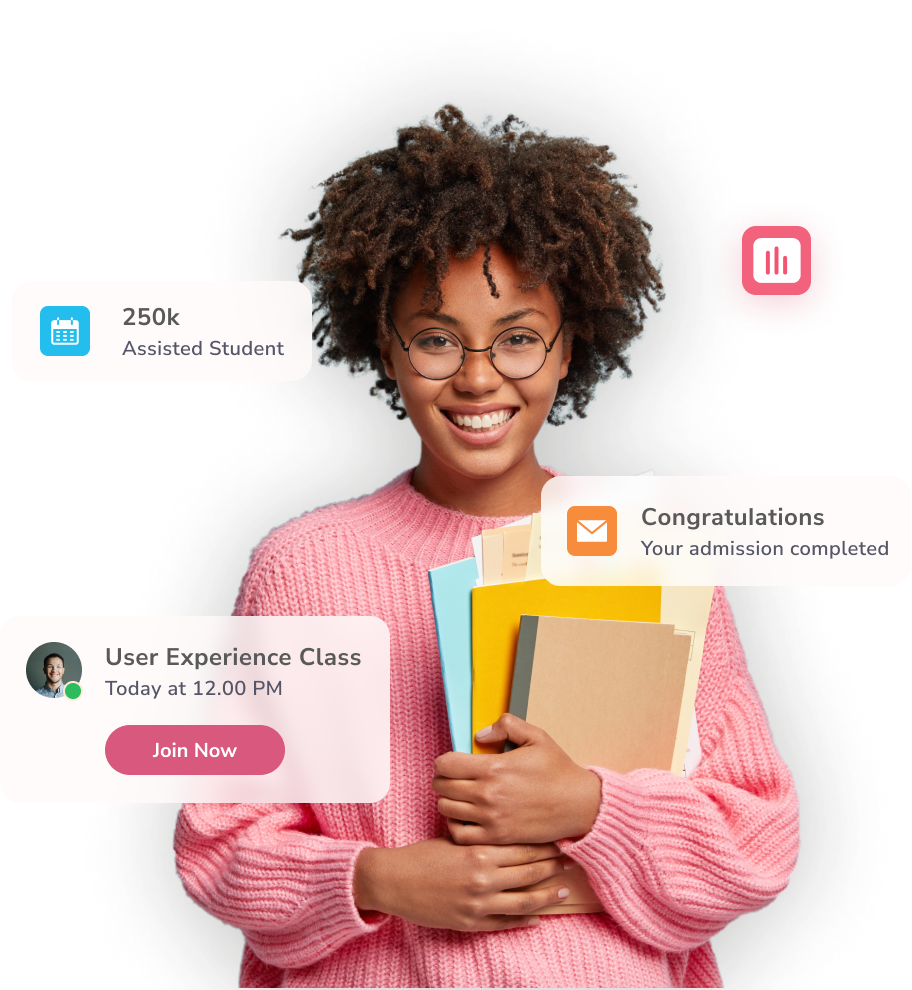 250k
Assisted Student
Congratulations
Your admission completed
User Experience Class
Today at 12.00 PM
Join Now